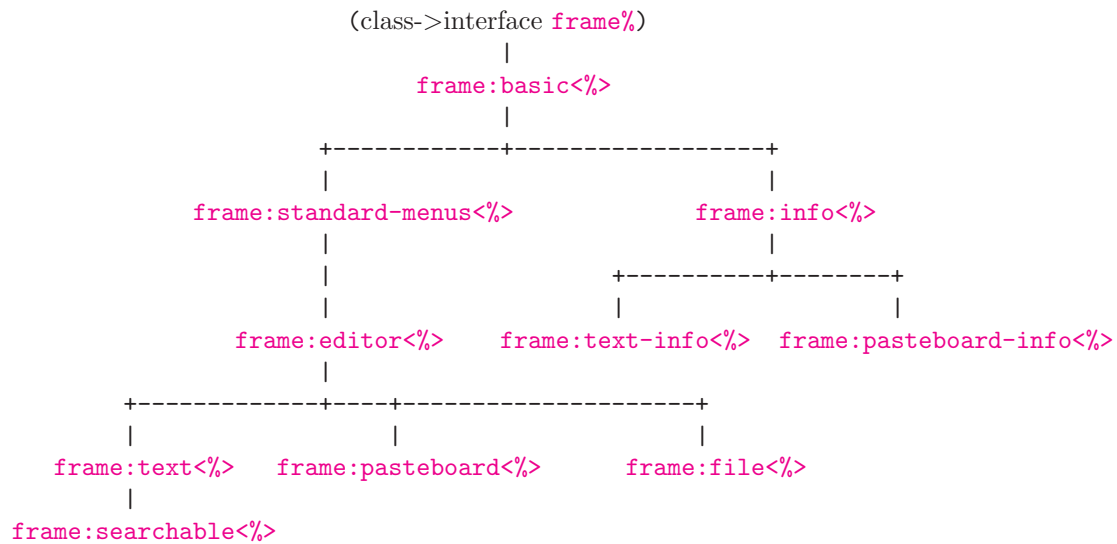 (class->interface frame%)
|
frame:basic<%>
|
+------------+-----------------+
| |
frame:standard-menus<%> frame:info<%>
| |
| +----------+--------+
| | |
frame:editor<%> frame:text-info<%> frame:pasteboard-info<%>
|
+-------------+----+---------------------+
| | |
frame:text<%> frame:pasteboard<%> frame:file<%>
|
frame:searchable<%>